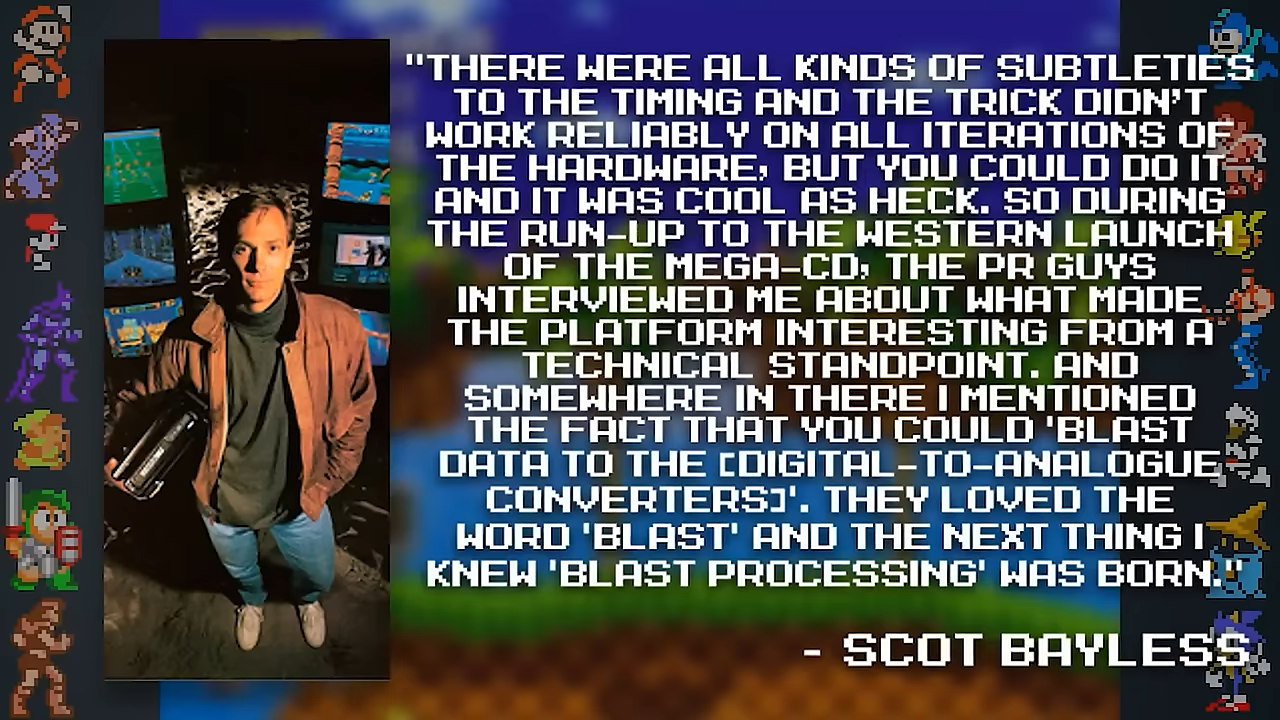 "THERE WERE ALL KINDS OF SUBTLETIES
TO THE TIMING AND THE TRICK DIDN'T
WORK RELIABLY ON ALL ITERATIONS OF
THE HARDWARE, BUT YOU COULD DO IT
AND IT WAS COOL AS HECK. SO DURING
THE RUN-UP TO THE WESTERN LAUNCH
OF THE MEGA-CD, THE PR GUYS
INTERVIEWED ME ABOUT WHAT MADE
THE PLATFORM INTERESTING FROM A
TECHNICAL STANDPOINT. AND
SOMEWHERE IN THERE I MENTIONED
THE FACT THAT YOU COULD 'BLAST
DATA TO THE [DIGITAL-TO-ANALOGUE
CONVERTERS]'. THEY LOVED THE
WORD 'BLAST' AND THE NEXT THING I
KNEW 'BLAST PROCESSING' WAS BORN."
- SCOT BAYLESS